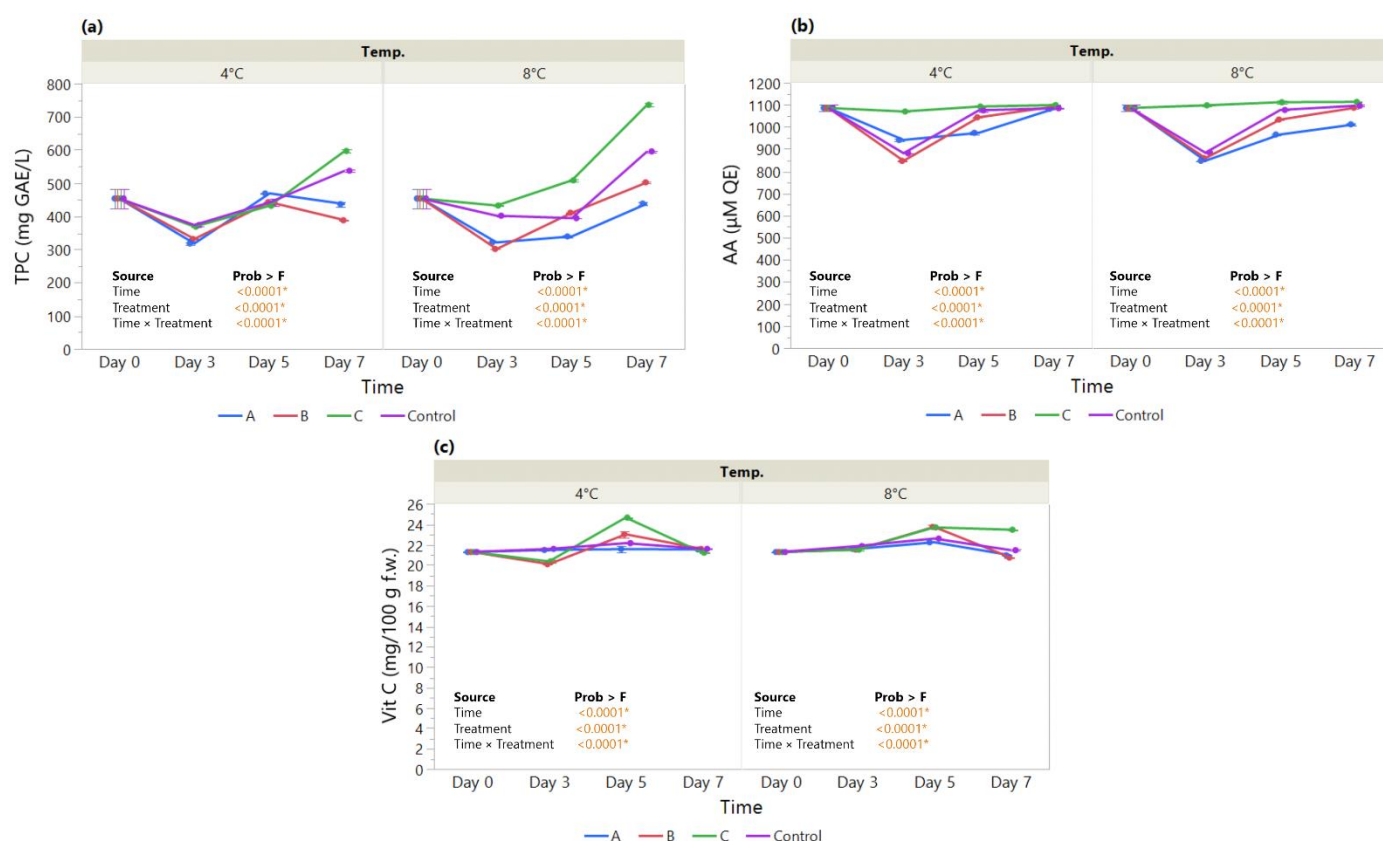 (a)
Temp.
4°C 8°C
TPC (mg GAE/L)
800
700
600
500
400
300
200
100
0
Source Prob > F
Time <0.0001*
Treatment <0.0001*
Time × Treatment <0.0001*
Source Prob > F
Time <0.0001*
Treatment <0.0001*
Time × Treatment <0.0001*
Day 0 Day 3 Day 5 Day 7 Day 0 Day 3 Day 5 Day 7
Time
A B C Control
(b)
Temp.
4°C 8°C
AA (µM QE)
1200
1100
1000
900
800
700
600
500
400
300
200
100
0
Source Prob > F
Time <0.0001*
Treatment <0.0001*
Time × Treatment <0.0001*
Source Prob > F
Time <0.0001*
Treatment <0.0001*
Time × Treatment <0.0001*
Day 0 Day 3 Day 5 Day 7 Day 0 Day 3 Day 5 Day 7
Time
A B C Control
(c)
Temp.
4°C 8°C
Vit C (mg/100 g f.w.)
26
24
22
20
18
16
14
12
10
8
6
4
2
0
Source Prob > F
Time <0.0001*
Treatment <0.0001*
Time × Treatment <0.0001*
Source Prob > F
Time <0.0001*
Treatment <0.0001*
Time × Treatment <0.0001*
Day 0 Day 3 Day 5 Day 7 Day 0 Day 3 Day 5 Day 7
Time
A B C Control